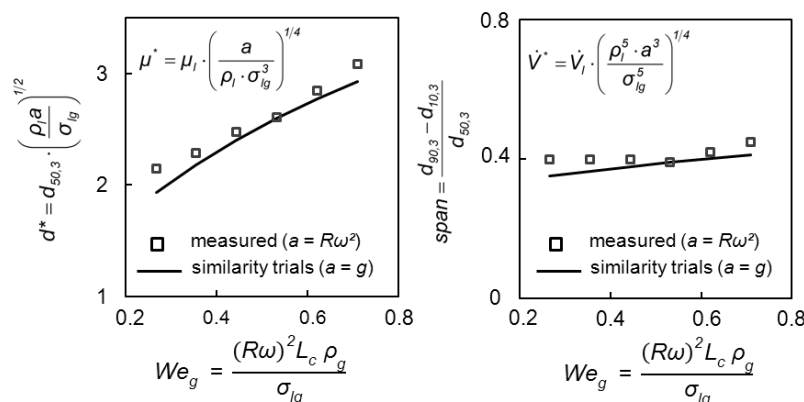 μ* = μ_l · (a / (ρ_l · σ_lg^3))^1/4
3
2
1
d* = d_50,3 · (ρ_l a / σ_lg)^1/2
measured (a = Rω²)
similarity trials (a = g)
0.2 0.4 0.6 0.8
We_g = (Rω)^2 L_c ρ_g / σ_lg
V̇* = V̇_l · (ρ_l^5 · a^3 / σ_lg^5)^1/4
0.8
0.4
0
span = (d_90,3 − d_10,3) / d_50,3
measured (a = Rω²)
similarity trials (a = g)
0.2 0.4 0.6 0.8
We_g = (Rω)^2 L_c ρ_g / σ_lg